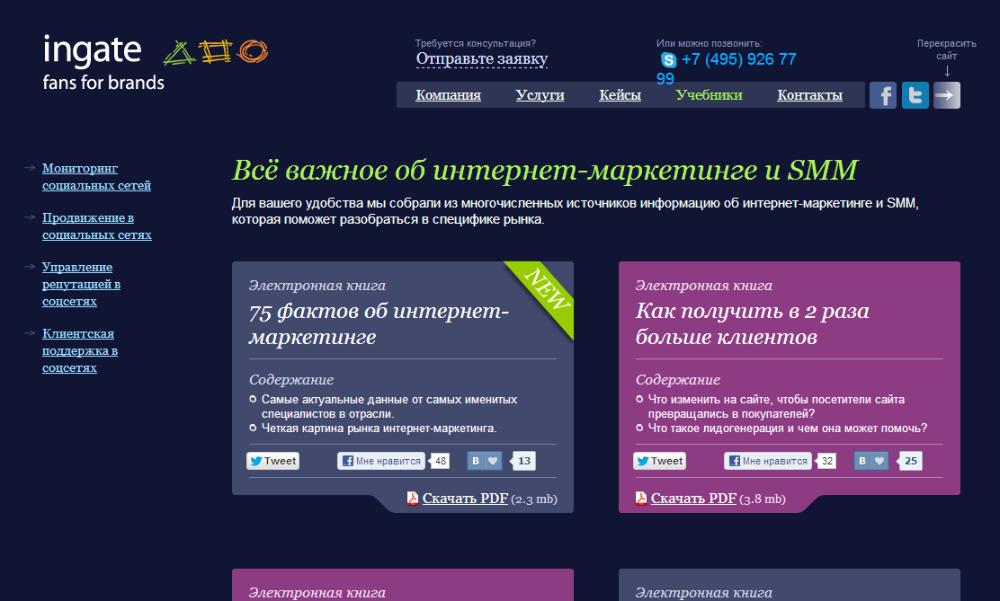 ingate
fans for brands
Требуется консультация?
Отправьте заявку
Или можно позвонить:
+7 (495) 926 77
99
Перекрасить
сайт
Компания
Услуги
Кейсы
Учебники
Контакты
Мониторинг
социальных сетей
Продвижение в
социальных сетях
Управление
репутацией в
соцсетях
Клиентская
поддержка в
соцсетях
Всё важное об интернет-маркетинге и SMM
Для вашего удобства мы собрали из многочисленных источников информацию об интернет-маркетинге и SMM,
которая поможет разобраться в специфике рынка.
Электронная книга
75 фактов об интернет-
маркетинге
NEW
Содержание
Самые актуальные данные от самых именитых
специалистов в отрасли.
Четкая картина рынка интернет-маркетинга.
Tweet
Мне нравится
48
В
13
Скачать PDF (2.3 mb)
Электронная книга
Как получить в 2 раза
больше клиентов
Содержание
Что изменить на сайте, чтобы посетители сайта
превращались в покупателей?
Что такое лидогенерация и чем она может помочь?
Tweet
Мне нравится
32
В
25
Скачать PDF (3.8 mb)
Электронная книга
Электронная книга